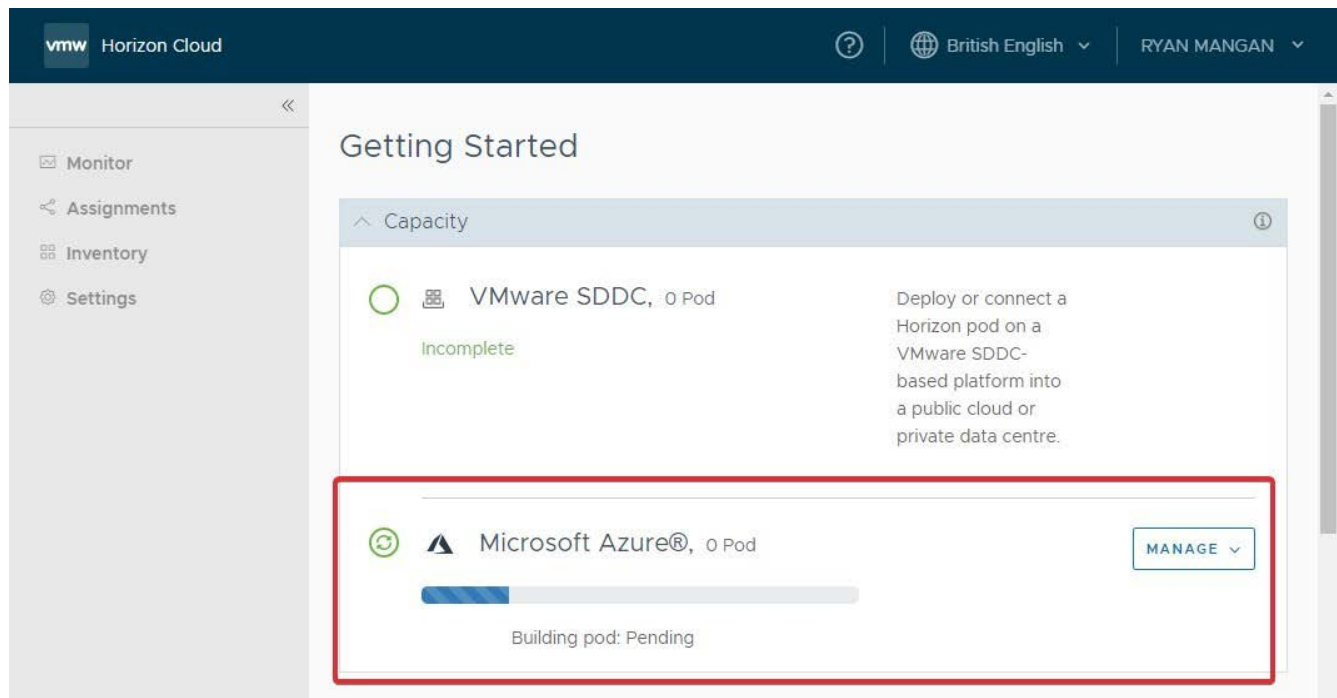 vmw Horizon Cloud
British English
RYAN MANGAN
Monitor
Assignments
Inventory
Settings
Getting Started
Capacity
VMware SDDC, 0 Pod
Incomplete
Deploy or connect a
Horizon pod on a
VMware SDDC-
based platform into
a public cloud or
private data centre.
Microsoft Azure®, 0 Pod
MANAGE
Building pod: Pending